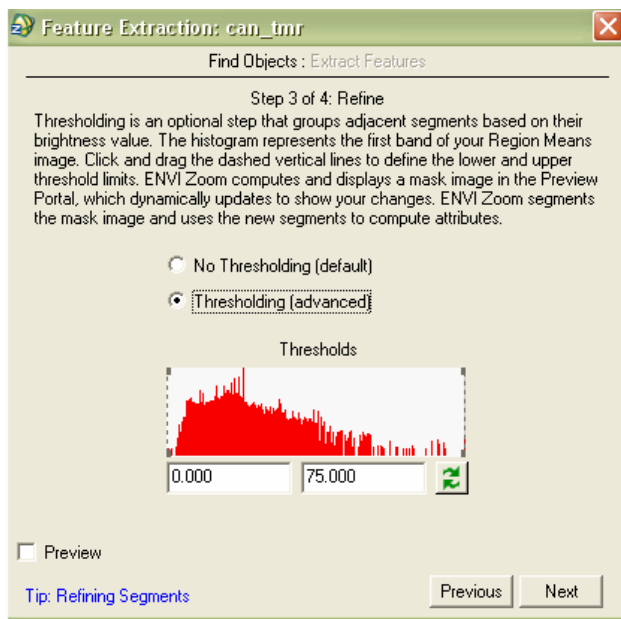 Feature Extraction: can_tmr
Find Objects : Extract Features
Step 3 of 4: Refine
Thresholding is an optional step that groups adjacent segments based on their
brightness value. The histogram represents the first band of your Region Means
image. Click and drag the dashed vertical lines to define the lower and upper
threshold limits. ENVI Zoom computes and displays a mask image in the Preview
Portal, which dynamically updates to show your changes. ENVI Zoom segments
the mask image and uses the new segments to compute attributes.
No Thresholding (default)
Thresholding (advanced)
Thresholds
0.000 75.000
Preview
Tip: Refining Segments Previous Next